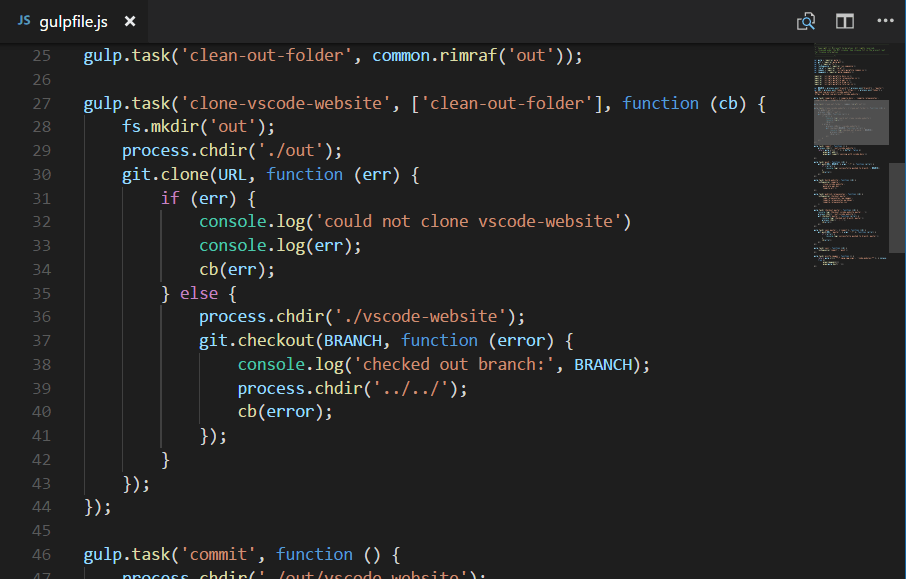 JS gulpfile.js ×
25 gulp.task('clean-out-folder', common.rimraf('out'));
26
27 gulp.task('clone-vscode-website', ['clean-out-folder'], function (cb) {
28     fs.mkdir('out');
29     process.chdir('./out');
30     git.clone(URL, function (err) {
31         if (err) {
32             console.log('could not clone vscode-website')
33             console.log(err);
34             cb(err);
35         } else {
36             process.chdir('./vscode-website');
37             git.checkout(BRANCH, function (error) {
38                 console.log('checked out branch:', BRANCH);
39                 process.chdir('../../');
40                 cb(error);
41             });
42         }
43     });
44 });
45
46 gulp.task('commit', function () {
47     process.chdir('./out/vscode-website');